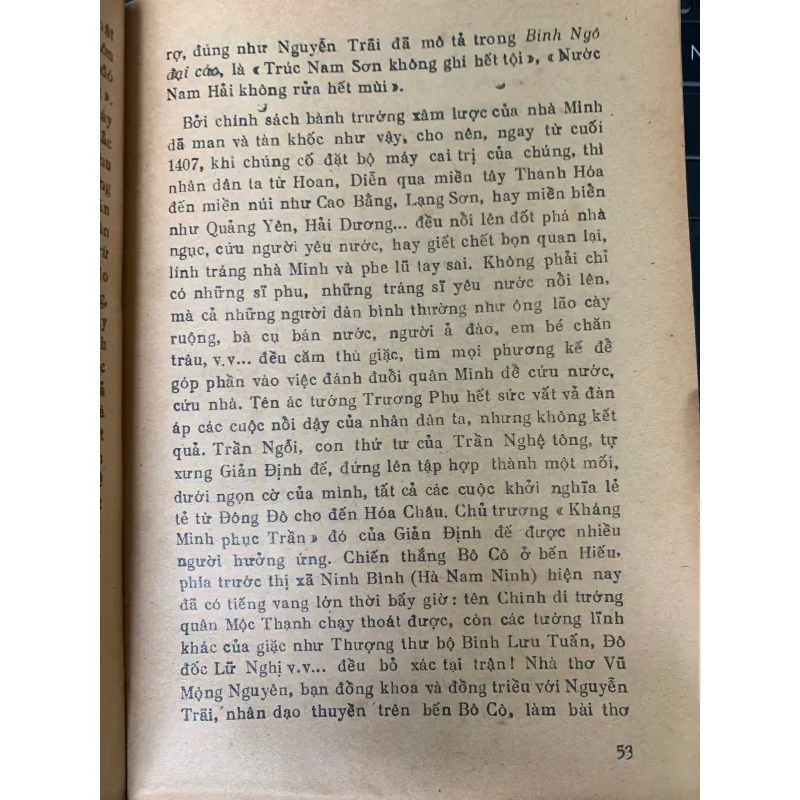 rợ, đúng như Nguyễn Trãi đã mô tả trong Bình Ngô
đại cáo, là « Trúc Nam Sơn không ghi hết tội », « Nước
Nam Hải không rửa hết mùi ».
Bởi chính sách bành trướng xâm lược của nhà Minh
dã man và tàn khốc như vậy, cho nên, ngay từ cuối
1407, khi chúng cố đặt bộ máy cai trị của chúng, thì
nhân dân ta từ Hoan, Diễn qua miền tây Thanh Hóa
đến miền núi như Cao Bằng, Lạng Sơn, hay miền biển
như Quảng Yên, Hải Dương... đều nổi lên đốt phá nhà
ngục, cứu người yêu nước, hay giết chết bọn quan lại,
lính tráng nhà Minh và phe lũ tay sai. Không phải chỉ
có những sĩ phu, những tráng sĩ yêu nước nổi lên,
mà cả những người dân bình thường như ông lão cày
ruộng, bà cụ bán nước, người ả đào, em bé chăn
trâu, v.v... đều căm thù giặc, tìm mọi phương kế để
góp phần vào việc đánh đuổi quân Minh để cứu nước,
cứu nhà. Tên ác tướng Trương Phụ hết sức vất vả đàn
áp các cuộc nổi dậy của nhân dân ta, nhưng không kết
quả. Trần Ngỗi, con thứ tư của Trần Nghệ tông, tự
xưng Giản Định đế, đứng lên tập hợp thành một mối,
dưới ngọn cờ của mình, tất cả các cuộc khởi nghĩa lẻ
tẻ từ Đông Đô cho đến Hóa Châu. Chủ trương « Kháng
Minh phục Trần » đó của Giản Định đế được nhiều
người hưởng ứng. Chiến thắng Bô Cô ở bến Hiếu,
phía trước thị xã Ninh Bình (Hà Nam Ninh) hiện nay
đã có tiếng vang lớn thời bấy giờ : tên Chinh di tướng
quân Mộc Thạnh chạy thoát được, còn các tướng lĩnh
khác của giặc như Thượng thư bộ Binh Lưu Tuấn, Đô
đốc Lữ Nghị v.v... đều bỏ xác tại trận! Nhà thơ Vũ
Mộng Nguyên, bạn đồng khoa và đồng triều với Nguyễn
Trãi, nhân dạo thuyền trên bến Bô Cô, làm bài thơ
53